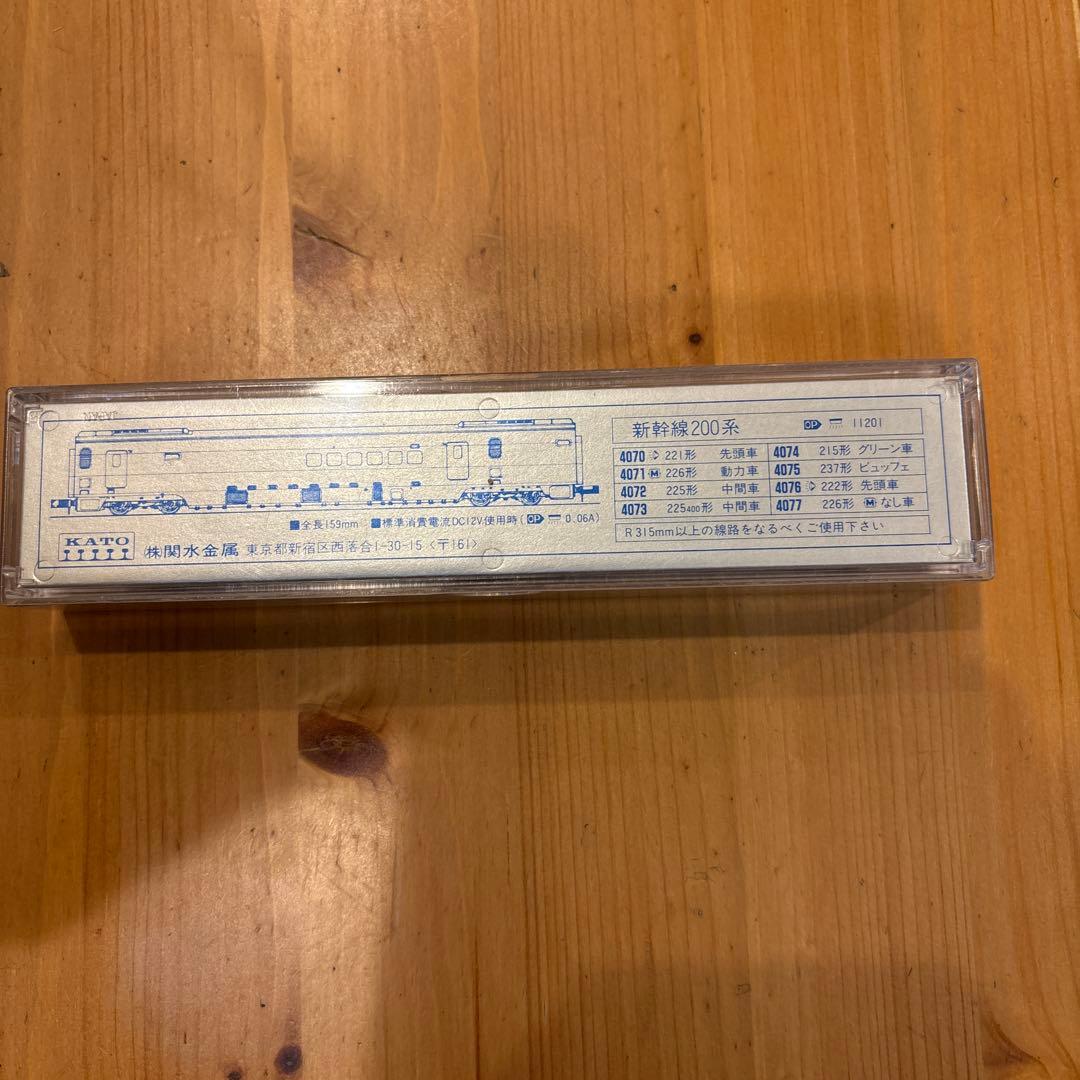 新幹線200系 OP 11201
4070 221形 先頭車
4071 M 226形 動力車
4072 225形 中間車
4073 225400形 中間車
4074 215形 グリーン車
4075 237形 ビュッフェ
4076 222形 先頭車
4077 226形 Mなし車
R315mm以上の線路をなるべくご使用下さい
■全長159mm ■標準消費電流DC12V使用時(OP 0.06A)
KATO (株)関水金属 東京都新宿区西落合1-30-15〈〒161〉